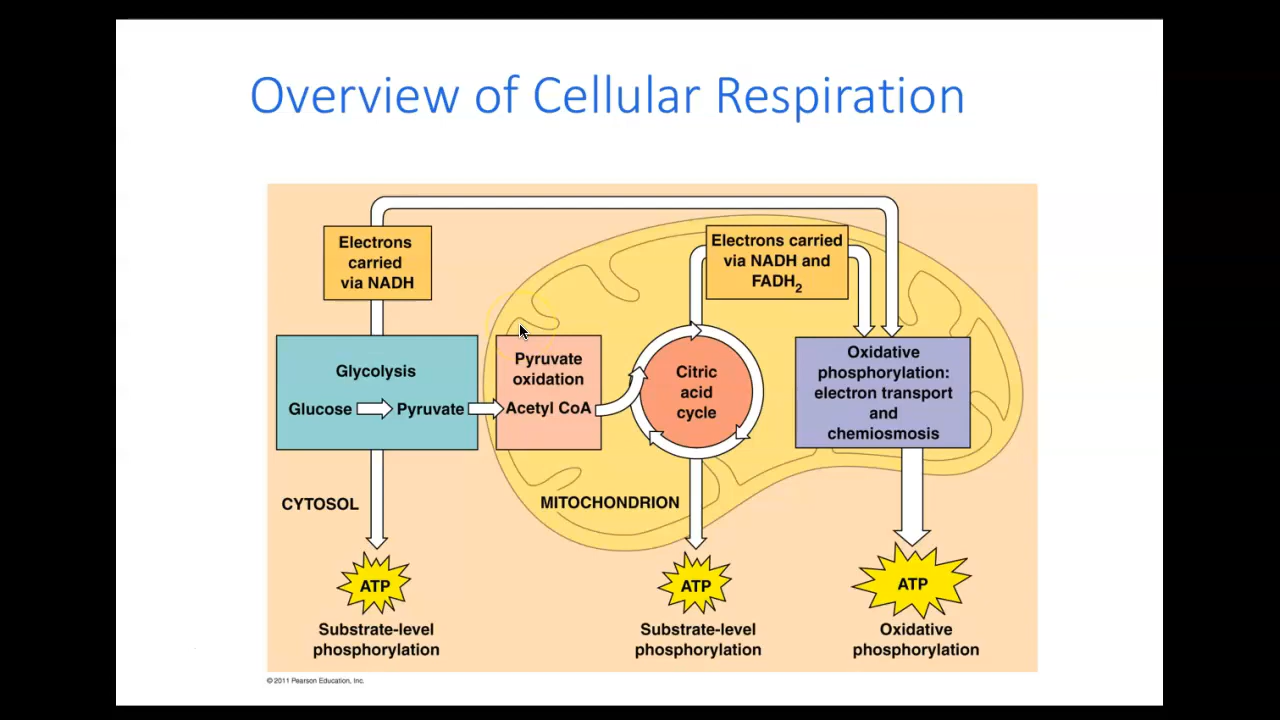 Overview of Cellular Respiration
Electrons
carried
via NADH
Electrons carried
via NADH and
FADH₂
Glycolysis
Glucose
Pyruvate
Pyruvate
oxidation
Acetyl CoA
Citric
acid
cycle
Oxidative
phosphorylation:
electron transport
and
chemiosmosis
CYTOSOL
MITOCHONDRION
ATP
ATP
ATP
Substrate-level
phosphorylation
Substrate-level
phosphorylation
Oxidative
phosphorylation
© 2011 Pearson Education, Inc.